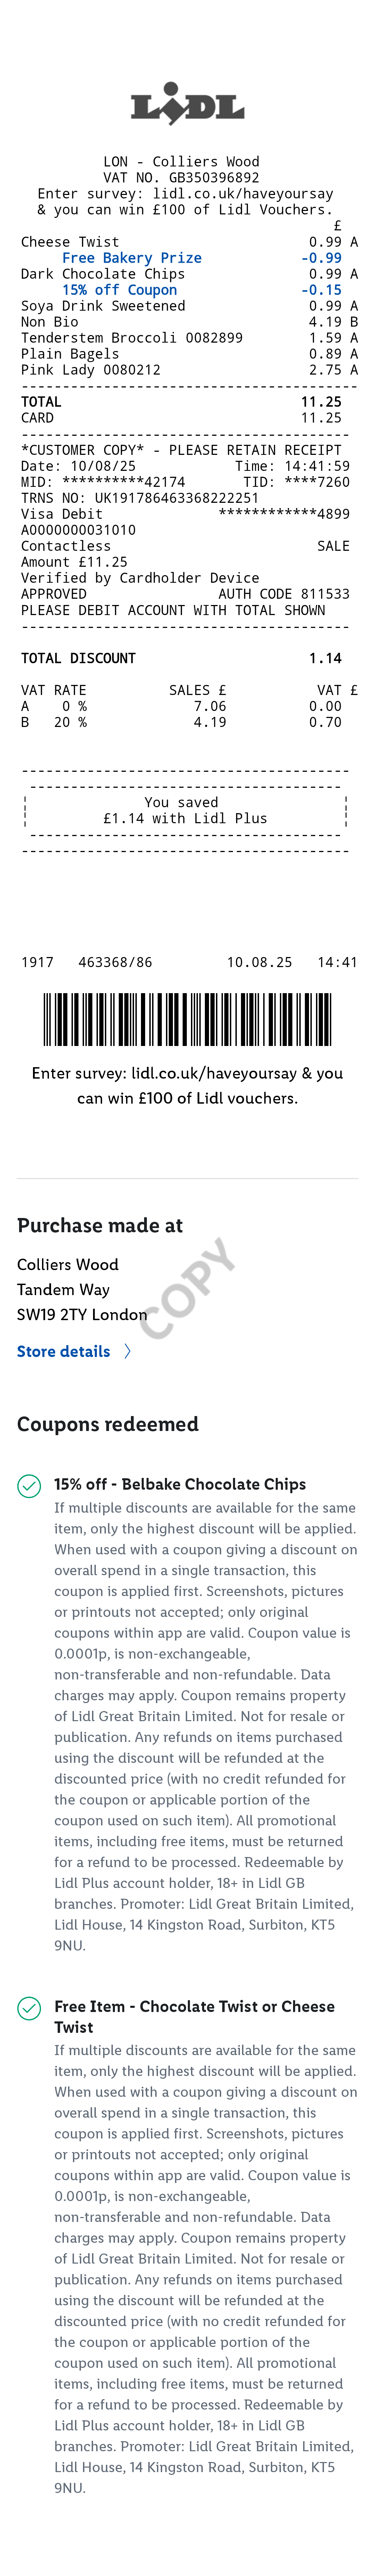 LIDL
LON - Colliers Wood
VAT NO. GB350396892
Enter survey: lidl.co.uk/haveyoursay
& you can win £100 of Lidl Vouchers.
£
Cheese Twist 0.99 A
Free Bakery Prize -0.99
Dark Chocolate Chips 0.99 A
15% off Coupon -0.15
Soya Drink Sweetened 0.99 A
Non Bio 4.19 B
Tenderstem Broccoli 0082899 1.59 A
Plain Bagels 0.89 A
Pink Lady 0080212 2.75 A
-----------------------------------------
TOTAL 11.25
CARD 11.25
----------------------------------------
*CUSTOMER COPY* - PLEASE RETAIN RECEIPT
Date: 10/08/25 Time: 14:41:59
MID: **********42174 TID: ****7260
TRNS NO: UK191786463368222251
Visa Debit ************4899
A0000000031010
Contactless SALE
Amount £11.25
Verified by Cardholder Device
APPROVED AUTH CODE 811533
PLEASE DEBIT ACCOUNT WITH TOTAL SHOWN
----------------------------------------
TOTAL DISCOUNT 1.14
VAT RATE SALES £ VAT £
A 0 % 7.06 0.00
B 20 % 4.19 0.70
----------------------------------------
--------------------------------------
You saved
£1.14 with Lidl Plus
--------------------------------------
----------------------------------------
1917 463368/86 10.08.25 14:41
Enter survey: lidl.co.uk/haveyoursay & you
can win £100 of Lidl vouchers.
Purchase made at
Colliers Wood
Tandem Way
SW19 2TY London
COPY
Store details
Coupons redeemed
15% off - Belbake Chocolate Chips
If multiple discounts are available for the same
item, only the highest discount will be applied.
When used with a coupon giving a discount on
overall spend in a single transaction, this
coupon is applied first. Screenshots, pictures
or printouts not accepted; only original
coupons within app are valid. Coupon value is
0.0001p, is non-exchangeable,
non-transferable and non-refundable. Data
charges may apply. Coupon remains property
of Lidl Great Britain Limited. Not for resale or
publication. Any refunds on items purchased
using the discount will be refunded at the
discounted price (with no credit refunded for
the coupon or applicable portion of the
coupon used on such item). All promotional
items, including free items, must be returned
for a refund to be processed. Redeemable by
Lidl Plus account holder, 18+ in Lidl GB
branches. Promoter: Lidl Great Britain Limited,
Lidl House, 14 Kingston Road, Surbiton, KT5
9NU.
Free Item - Chocolate Twist or Cheese
Twist
If multiple discounts are available for the same
item, only the highest discount will be applied.
When used with a coupon giving a discount on
overall spend in a single transaction, this
coupon is applied first. Screenshots, pictures
or printouts not accepted; only original
coupons within app are valid. Coupon value is
0.0001p, is non-exchangeable,
non-transferable and non-refundable. Data
charges may apply. Coupon remains property
of Lidl Great Britain Limited. Not for resale or
publication. Any refunds on items purchased
using the discount will be refunded at the
discounted price (with no credit refunded for
the coupon or applicable portion of the
coupon used on such item). All promotional
items, including free items, must be returned
for a refund to be processed. Redeemable by
Lidl Plus account holder, 18+ in Lidl GB
branches. Promoter: Lidl Great Britain Limited,
Lidl House, 14 Kingston Road, Surbiton, KT5
9NU.